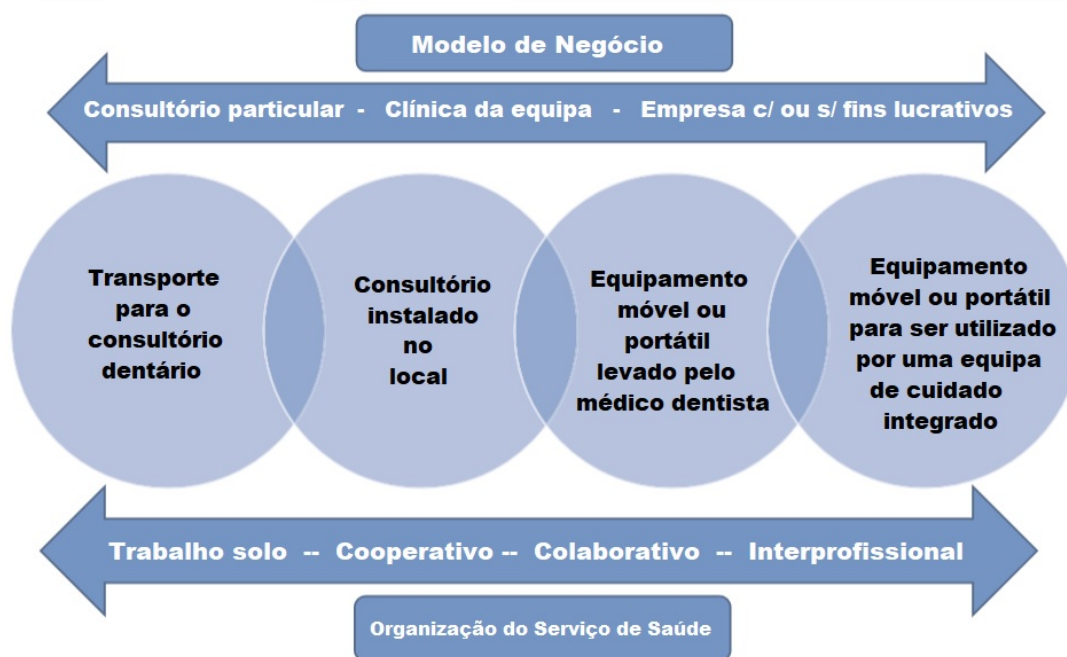 Modelo de Negócio
Consultório particular - Clínica da equipa - Empresa c/ ou s/ fins lucrativos
Transporte
para o
consultório
dentário
Consultório
instalado
no
local
Equipamento
móvel ou
portátil
levado pelo
médico dentista
Equipamento
móvel ou portátil
para ser utilizado
por uma equipa
de cuidado
integrado
Trabalho solo -- Cooperativo -- Colaborativo -- Interprofissional
Organização do Serviço de Saúde